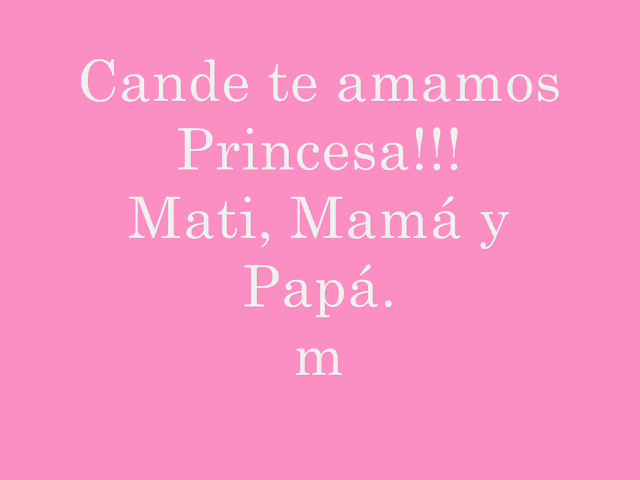 Cande te amamos
Princesa!!!
Mati, Mamá y
Papá.
m